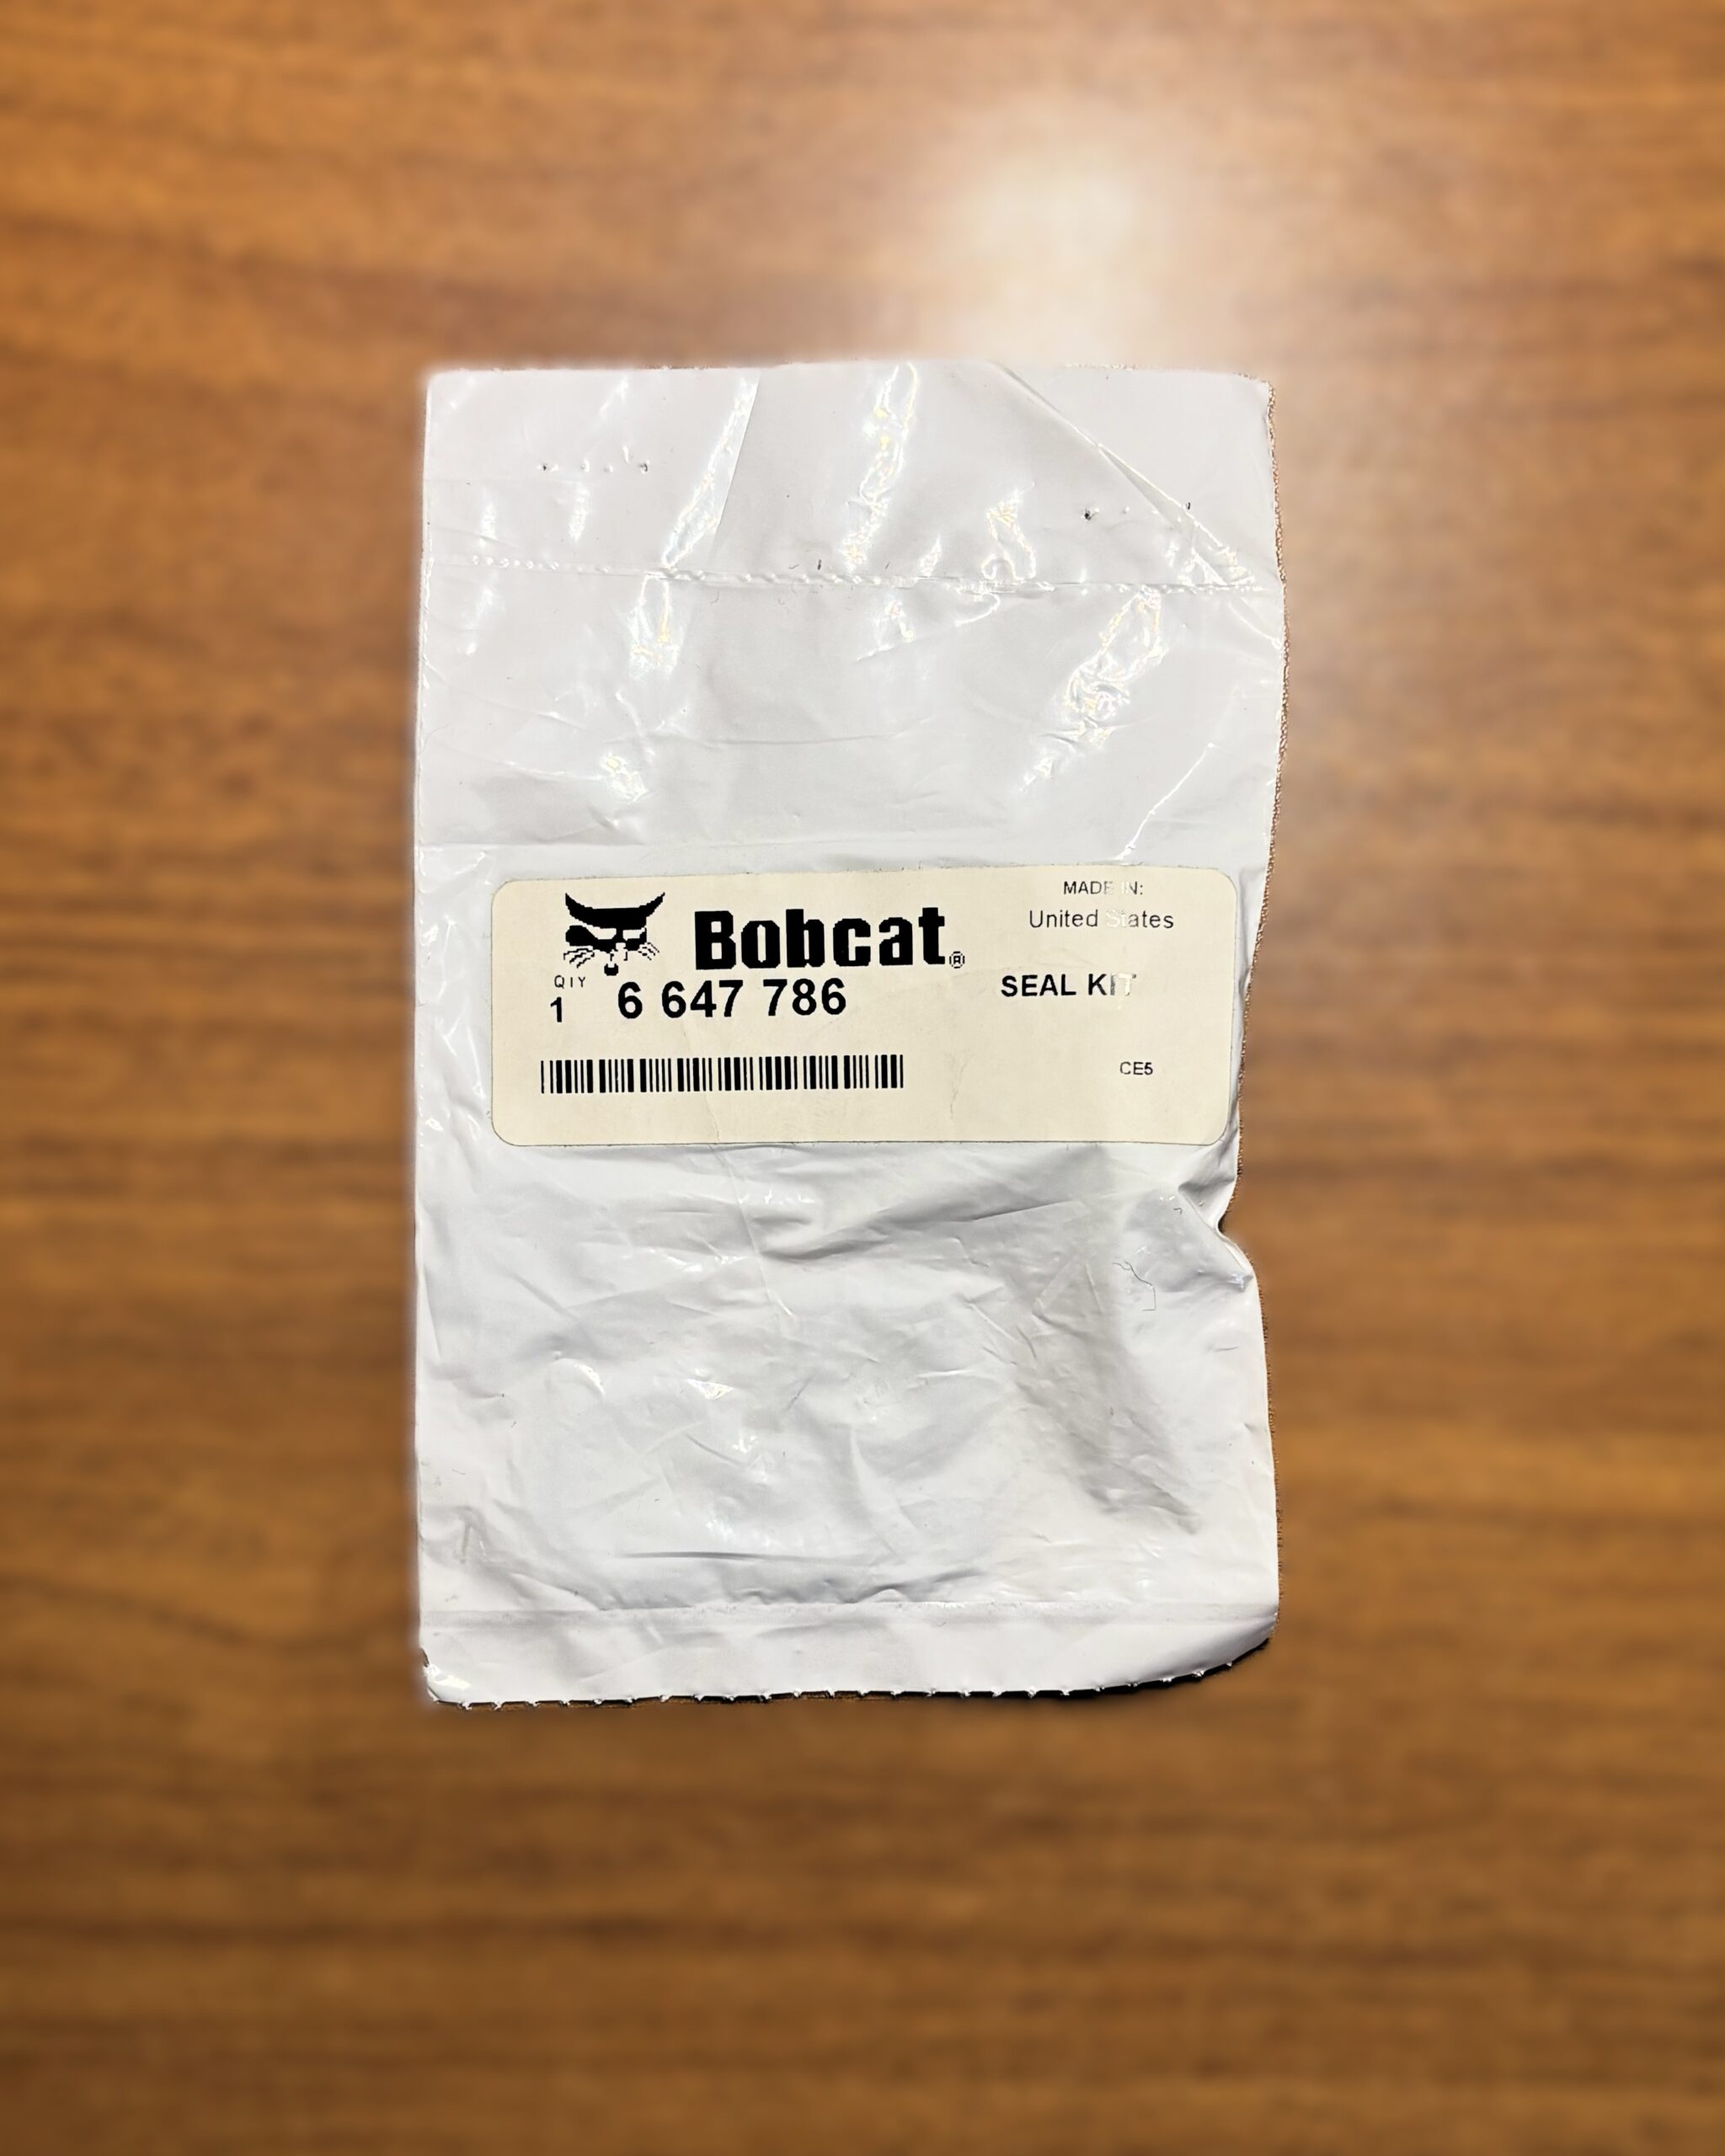 MADE IN:
Bobcat®
United States
QTY
1 6 647 786 SEAL KIT
CE5